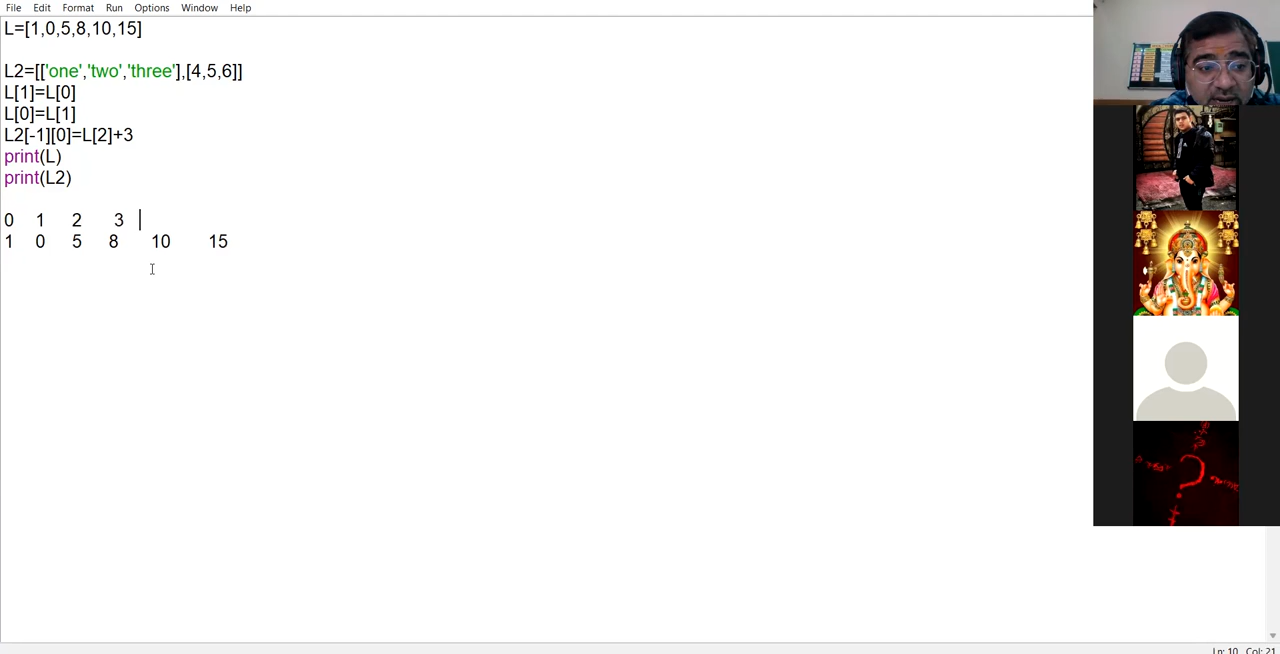 File Edit Format Run Options Window Help
L=[1,0,5,8,10,15]
L2=[['one','two','three'],[4,5,6]]
L[1]=L[0]
L[0]=L[1]
L2[-1][0]=L[2]+3
print(L)
print(L2)
0 1 2 3
1 0 5 8 10 15
Ln: 10 Col: 21